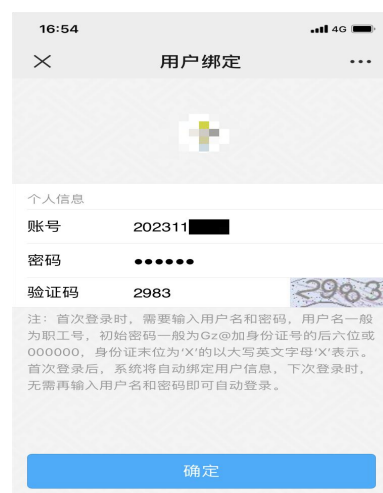 16:54 4G
用户绑定
个人信息
账号 202311
密码 ●●●●●●
验证码 2983 2983
注：首次登录时，需要输入用户名和密码，用户名一般
为职工号，初始密码一般为Gz@加身份证号的后六位或
000000，身份证末位为'X'的以大写英文字母'X'表示。
首次登录后，系统将自动绑定用户信息，下次登录时，
无需再输入用户名和密码即可自动登录。
确定